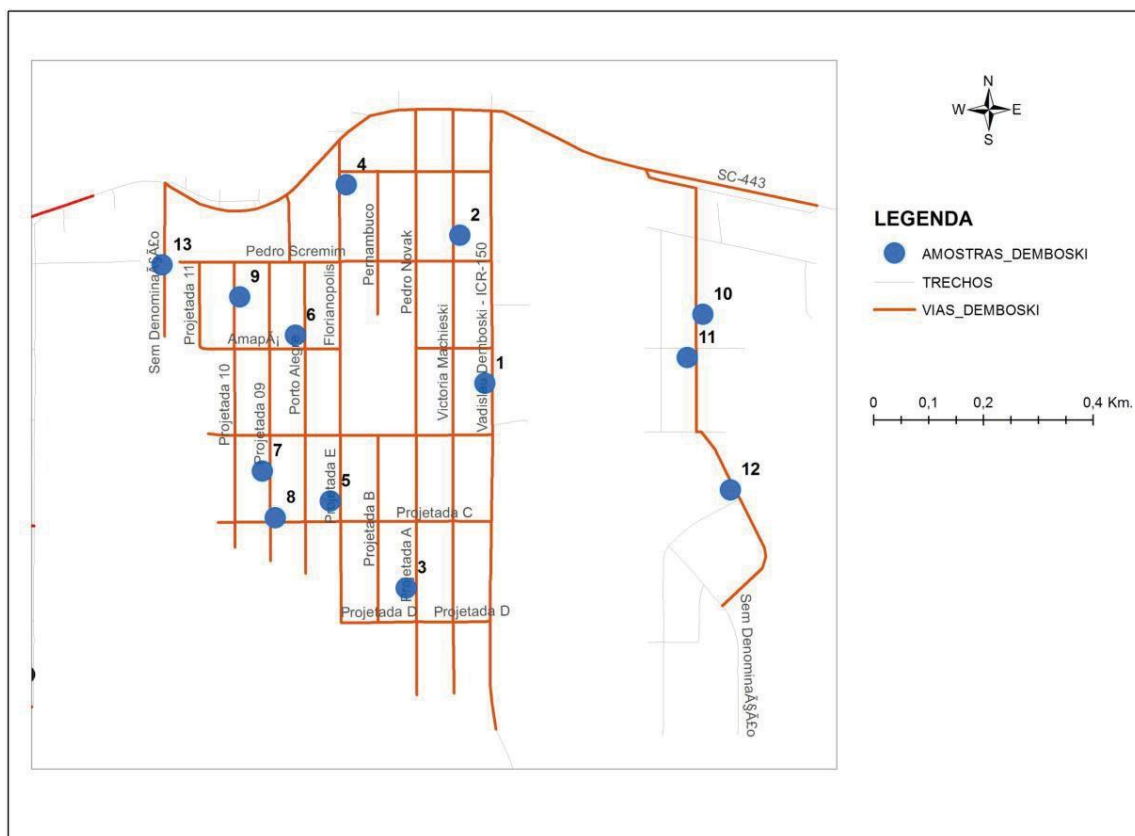 N
W E
S
SC-443
4
2
Pernambuco
Pedro Novak
13
Pedro Scremim
Sem DenominaÃ§Ã£o
Projetada 11
9
6
Florianopolis
AmapÃ¡
Porto Alegre
10
11
1
Victoria Machieski
Vadislau Demboski - ICR-150
Projetada 10
Projetada 09
7
8
5
Projetada E
Projetada B
Projetada C
12
Projetada A
3
Projetada D
Projetada D
Sem DenominaÃ§Ã£o
LEGENDA
AMOSTRAS_DEMBOSKI
TRECHOS
VIAS_DEMBOSKI
0 0,1 0,2 0,4 Km.